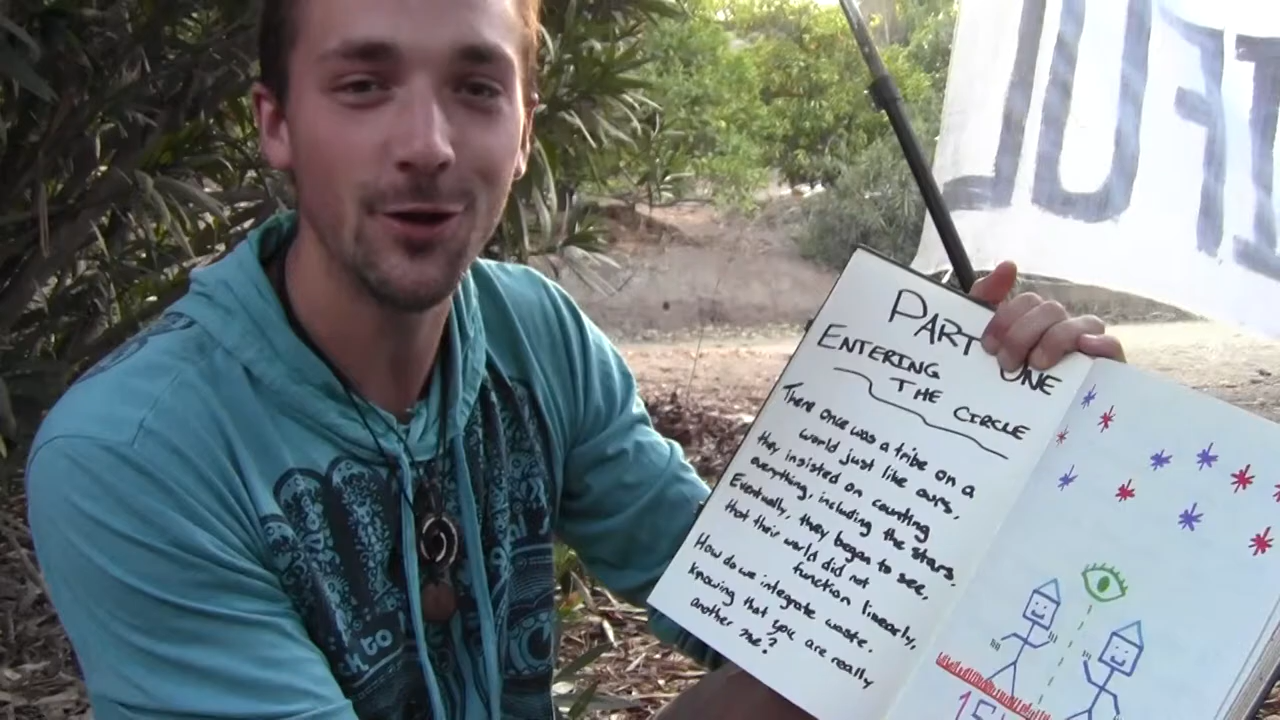 PART ONE
ENTERING
THE CIRCLE
There once was a tribe on a
world just like ours,
they insisted on counting
everything, including the stars.
Eventually, they began to see,
that their world did not
function linearly,
How do we integrate waste,
knowing that you are really
another me?